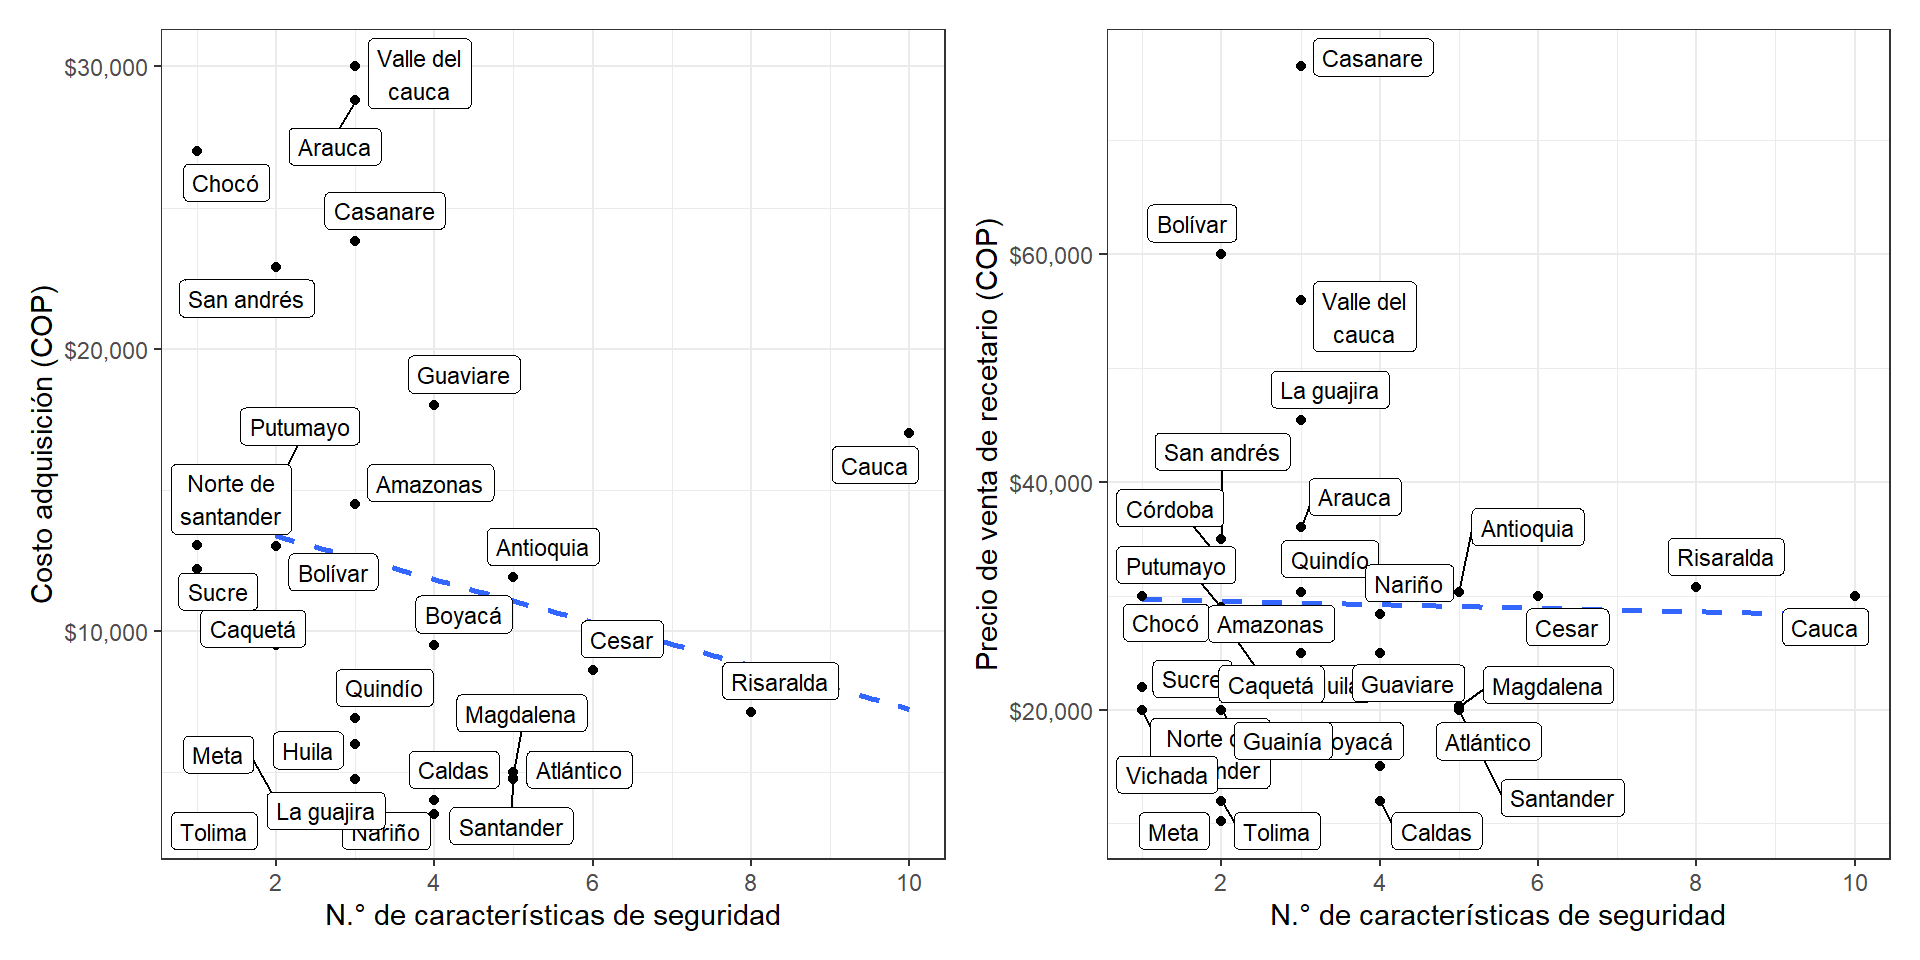 Costo adquisición (COP)
$30,000
$20,000
$10,000
Valle del
cauca
Arauca
Chocó
Casanare
San andrés
Guaviare
Putumayo
Cauca
Norte de
santander
Amazonas
Antioquia
Bolívar
Sucre
Boyacá
Caquetá
Cesar
Quindío
Risaralda
Magdalena
Meta
Huila
Caldas
Atlántico
La guajira
Santander
Tolima
Nariño
2
4
6
8
10
N.° de características de seguridad
Precio de venta de recetario (COP)
$60,000
$40,000
$20,000
Casanare
Bolívar
Valle del
cauca
La guajira
San andrés
Arauca
Córdoba
Antioquia
Quindío
Risaralda
Putumayo
Nariño
Chocó
Amazonas
Cesar
Cauca
Sucre
Caquetá
Guaviare
Magdalena
Norte
Guainía
Atlántico
Vichada
Santander
Meta
Tolima
Caldas
2
4
6
8
10
N.° de características de seguridad